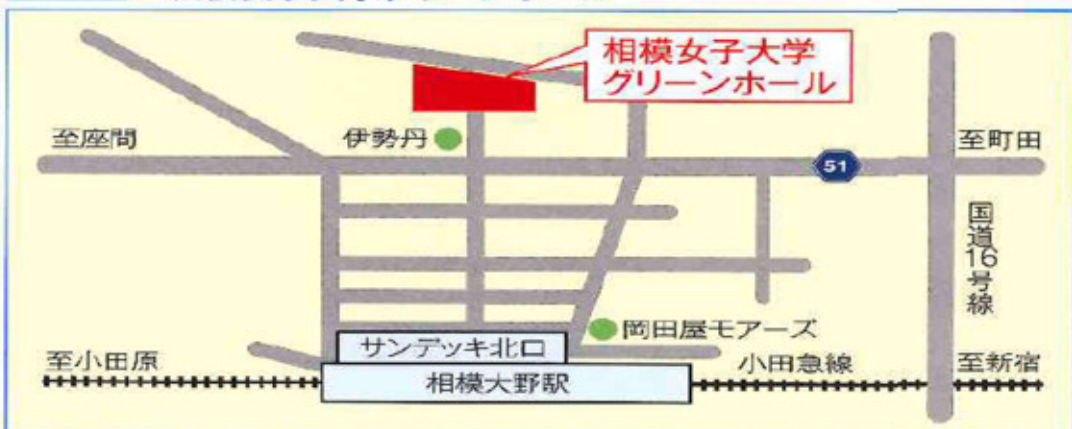 相模女子大学
グリーンホール
至座間
伊勢丹
51
至町田
国道16号線
岡田屋モアーズ
サンデッキ北口
至小田原
小田急線
至新宿
相模大野駅